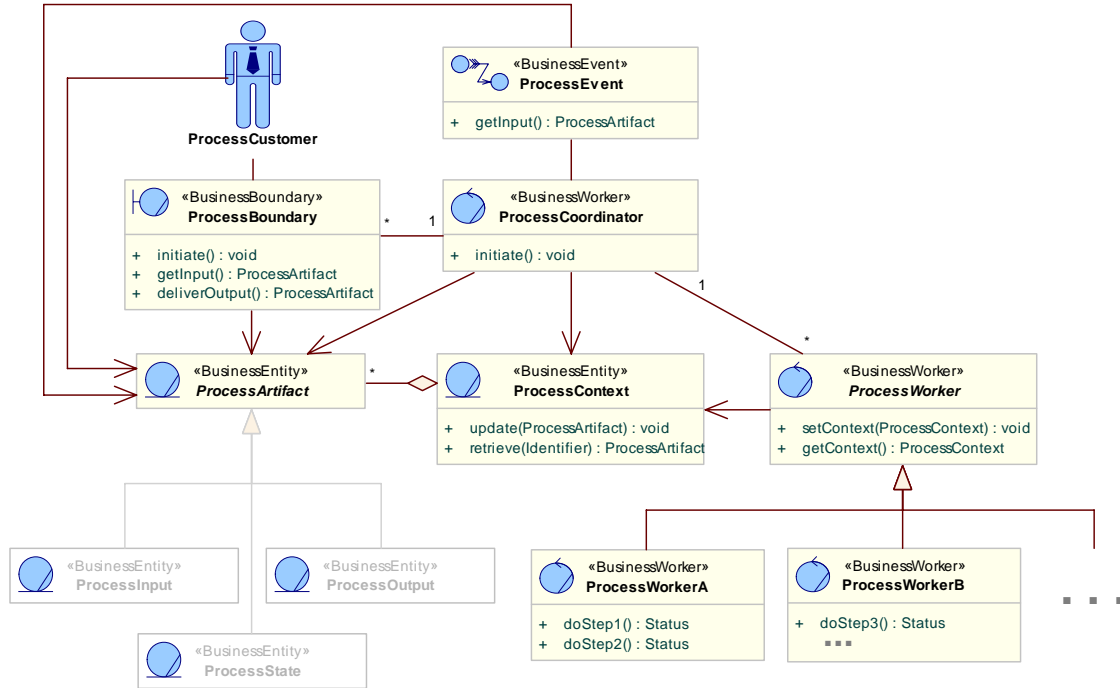 ProcessCustomer
«BusinessEvent»
ProcessEvent
+ getInput() : ProcessArtifact
«BusinessBoundary»
ProcessBoundary
+ initiate() : void
+ getInput() : ProcessArtifact
+ deliverOutput() : ProcessArtifact
* 1
«BusinessWorker»
ProcessCoordinator
+ initiate() : void
1
*
«BusinessEntity»
ProcessArtifact
*
«BusinessEntity»
ProcessContext
+ update(ProcessArtifact) : void
+ retrieve(Identifier) : ProcessArtifact
«BusinessWorker»
ProcessWorker
+ setContext(ProcessContext) : void
+ getContext() : ProcessContext
«BusinessEntity»
ProcessInput
«BusinessEntity»
ProcessOutput
«BusinessEntity»
ProcessState
«BusinessWorker»
ProcessWorkerA
+ doStep1() : Status
+ doStep2() : Status
«BusinessWorker»
ProcessWorkerB
+ doStep3() : Status
...
...